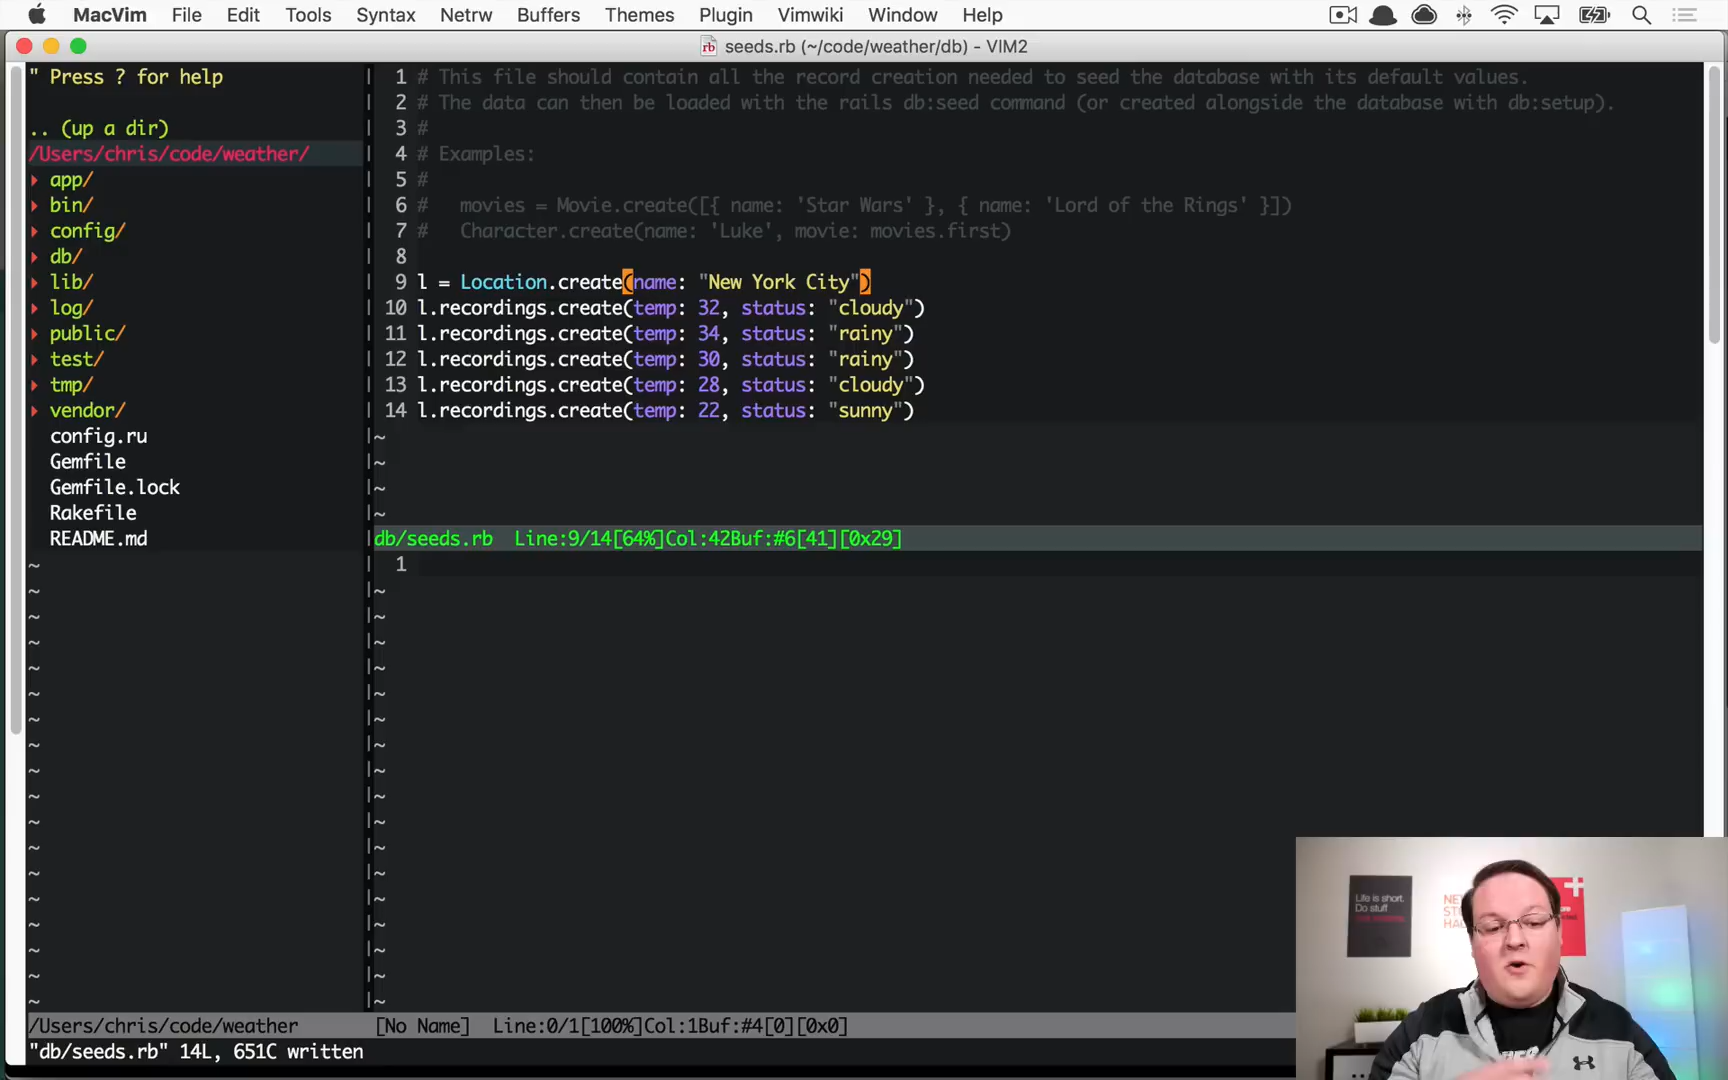 MacVim File Edit Tools Syntax Netrw Buffers Themes Plugin Vimwiki Window Help
seeds.rb (~/code/weather/db) - VIM2
" Press ? for help
.. (up a dir)
/Users/chris/code/weather/
app/
bin/
config/
db/
lib/
log/
public/
test/
tmp/
vendor/
config.ru
Gemfile
Gemfile.lock
Rakefile
README.md
/Users/chris/code/weather
1 # This file should contain all the record creation needed to seed the database with its default values.
2 # The data can then be loaded with the rails db:seed command (or created alongside the database with db:setup).
3 #
4 # Examples:
5 #
6 #   movies = Movie.create([{ name: 'Star Wars' }, { name: 'Lord of the Rings' }])
7 #   Character.create(name: 'Luke', movie: movies.first)
8
9 l = Location.create(name: "New York City")
10 l.recordings.create(temp: 32, status: "cloudy")
11 l.recordings.create(temp: 34, status: "rainy")
12 l.recordings.create(temp: 30, status: "rainy")
13 l.recordings.create(temp: 28, status: "cloudy")
14 l.recordings.create(temp: 22, status: "sunny")
db/seeds.rb  Line:9/14[64%]Col:42Buf:#6[41][0x29]
1
[No Name]  Line:0/1[100%]Col:1Buf:#4[0][0x0]
"db/seeds.rb" 14L, 651C written
Life is short.
Do stuff